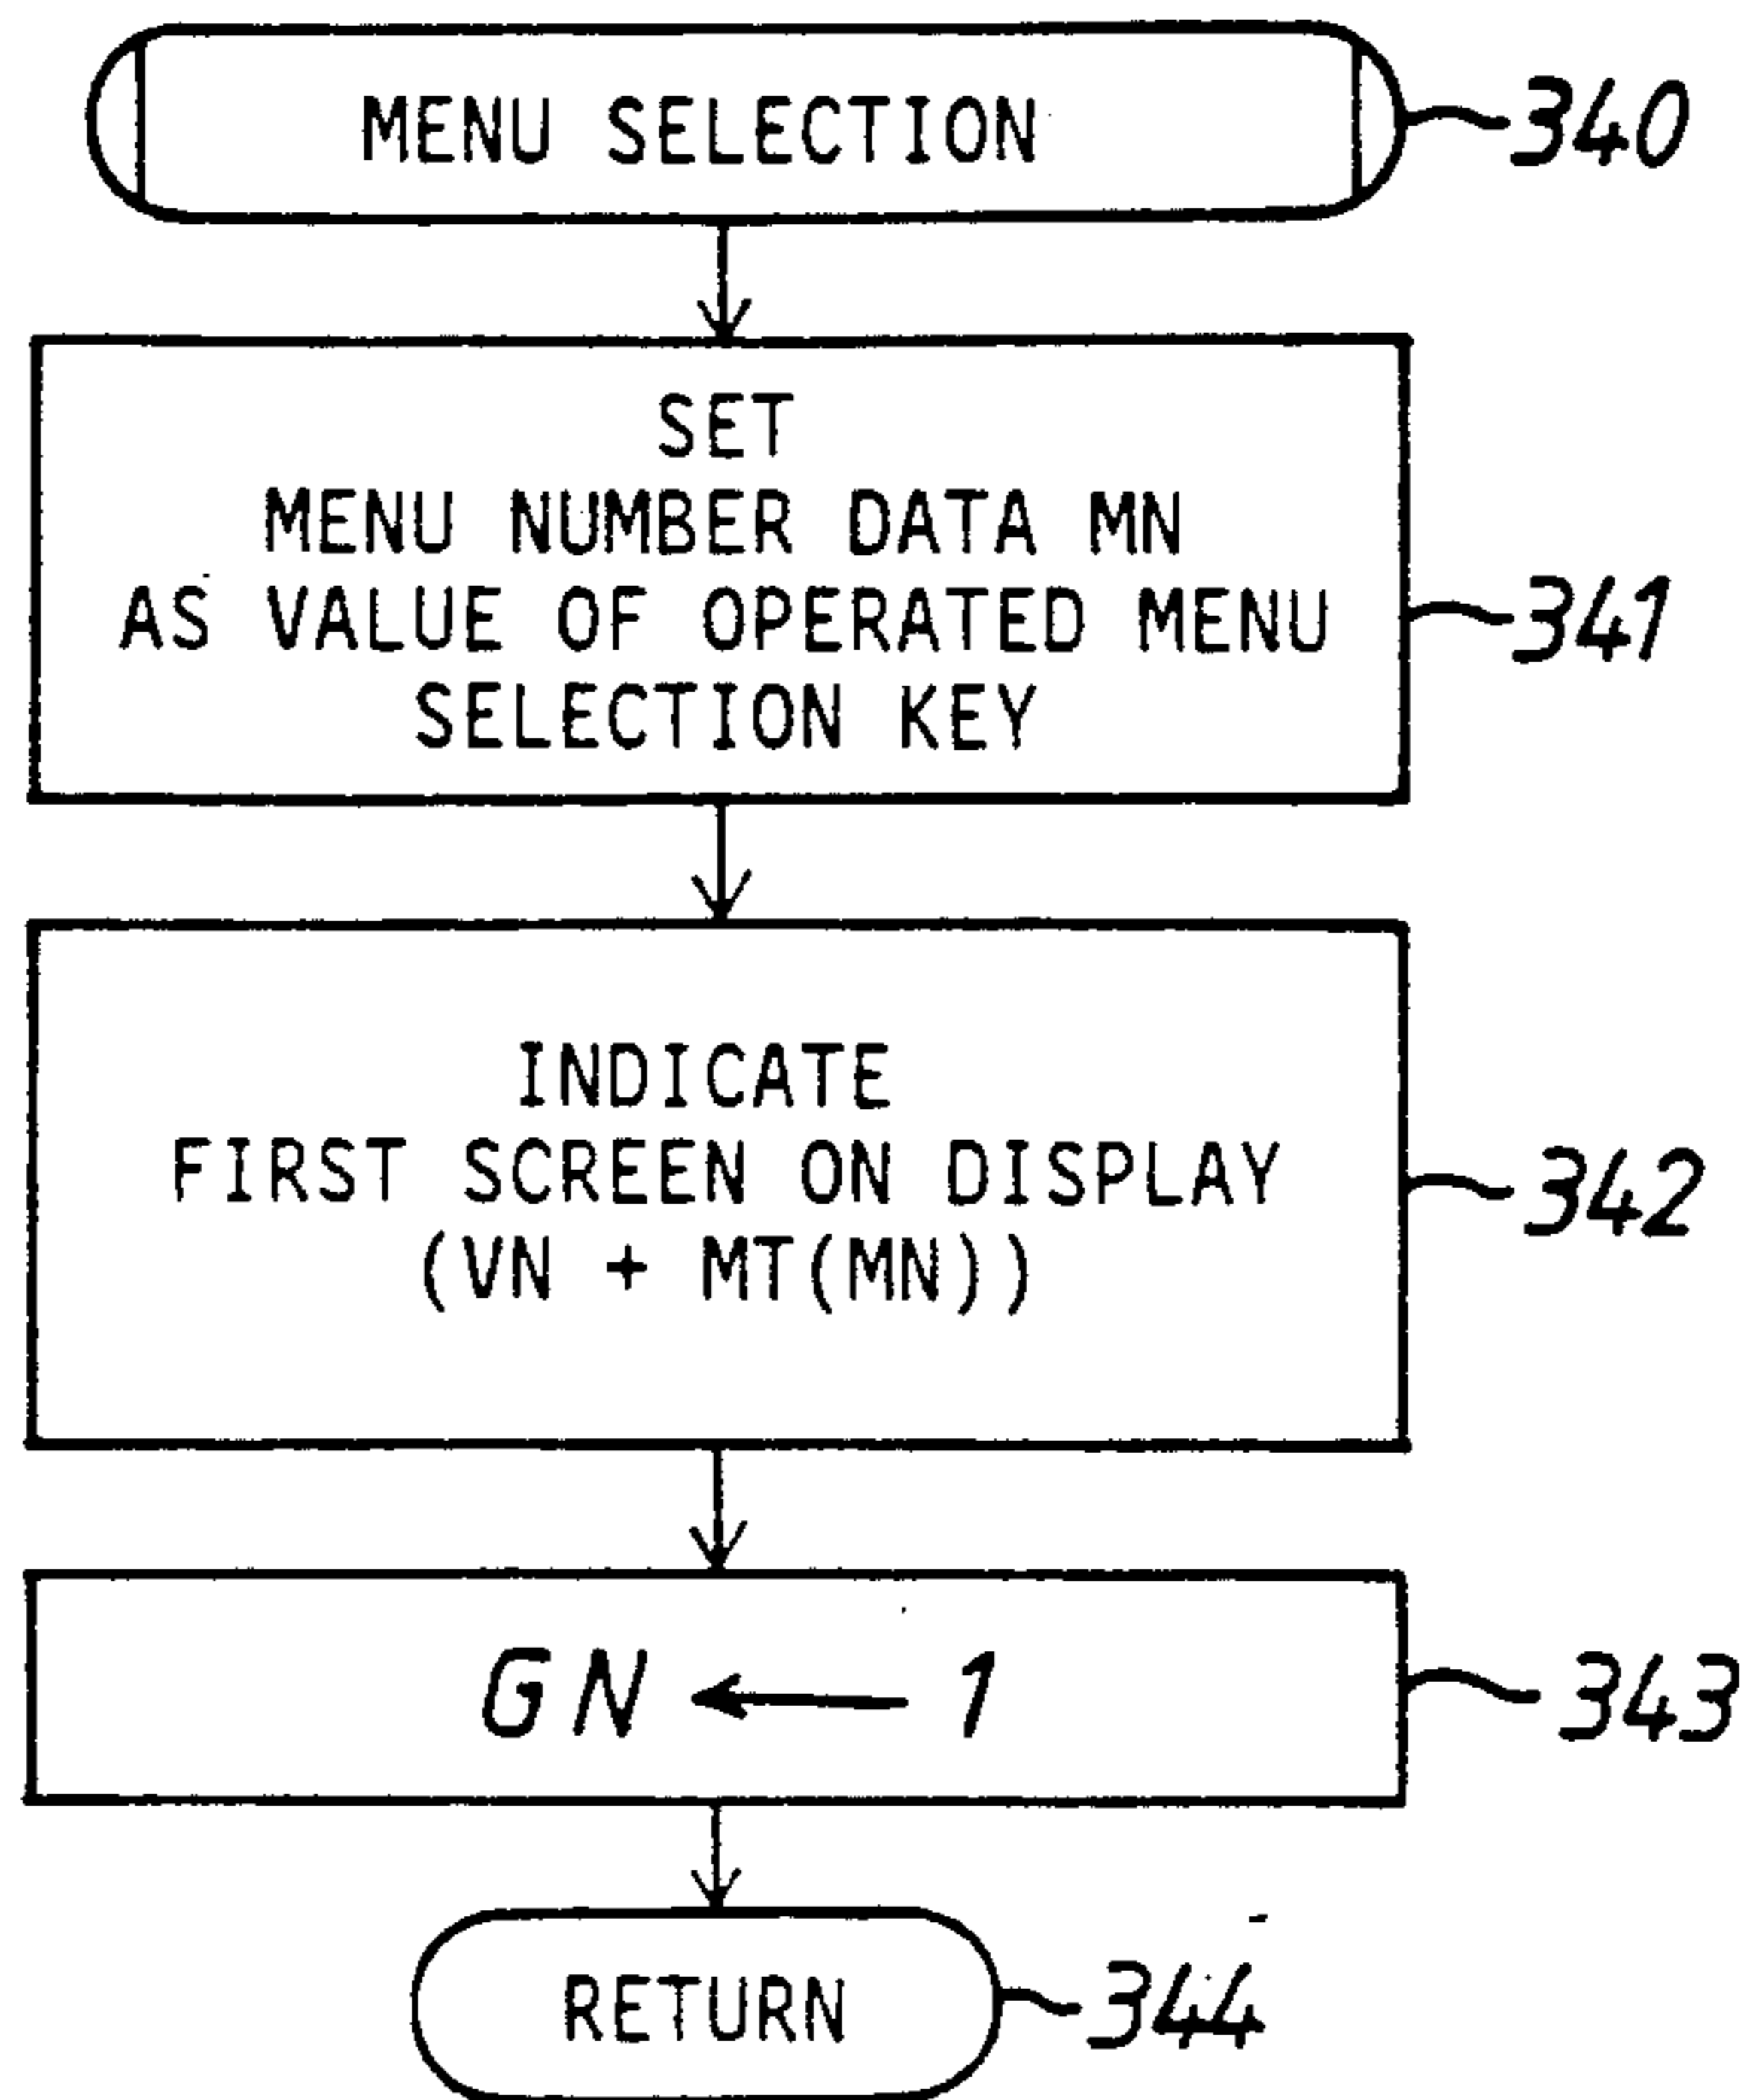 MENU SELECTION
340
SET
MENU NUMBER DATA MN
AS VALUE OF OPERATED MENU
SELECTION KEY
341
INDICATE
FIRST SCREEN ON DISPLAY
(VN + MT(MN))
342
GN ← 1
343
RETURN
344